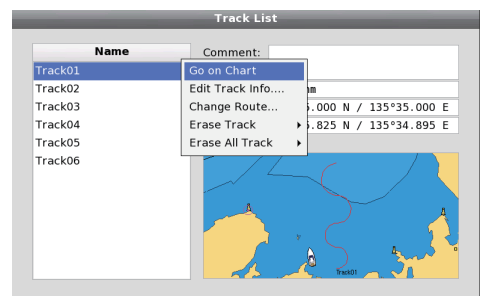 Track List
Name
Comment:
Track01
Track02
Track03
Track04
Track05
Track06
Go on Chart
Edit Track Info....
Change Route...
Erase Track
Erase All Track
.000 N / 135°35.000 E
.825 N / 135°34.895 E
Track01